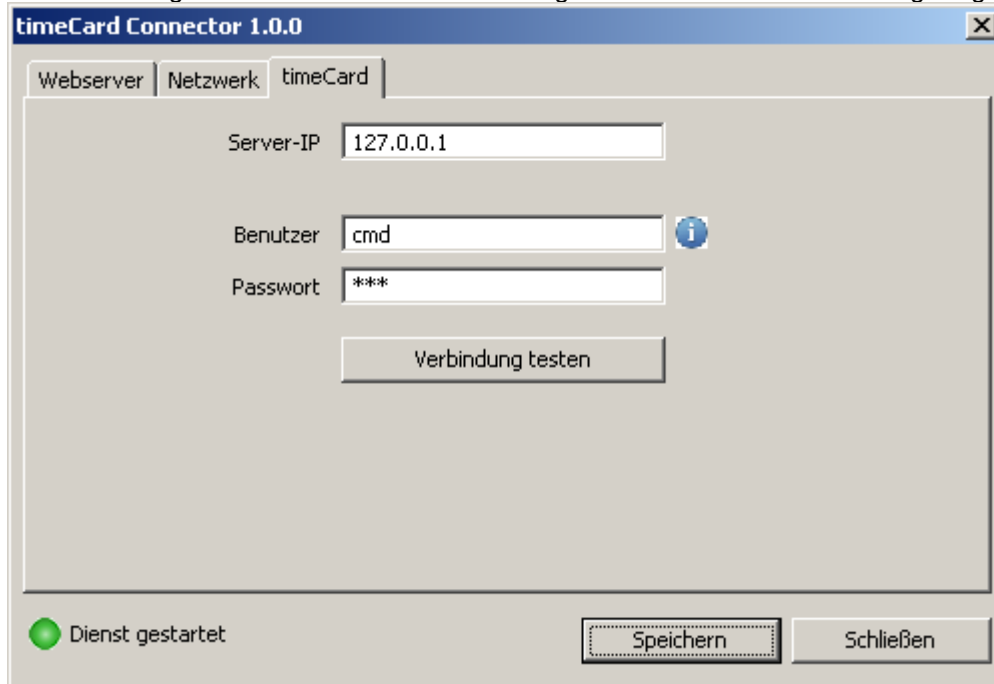 timeCard Connector 1.0.0
Webserver Netzwerk timeCard
Server-IP 127.0.0.1
Benutzer cmd
Passwort ***
Verbindung testen
Dienst gestartet Speichern Schließen